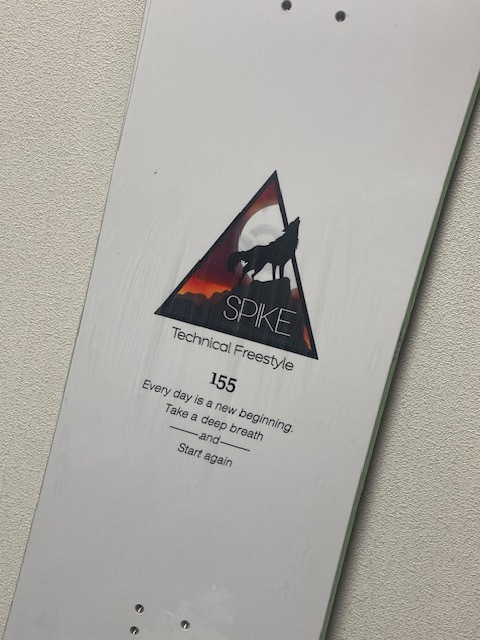 SPIKE
Technical Freestyle
155
Every day is a new beginning.
Take a deep breath
and
Start again